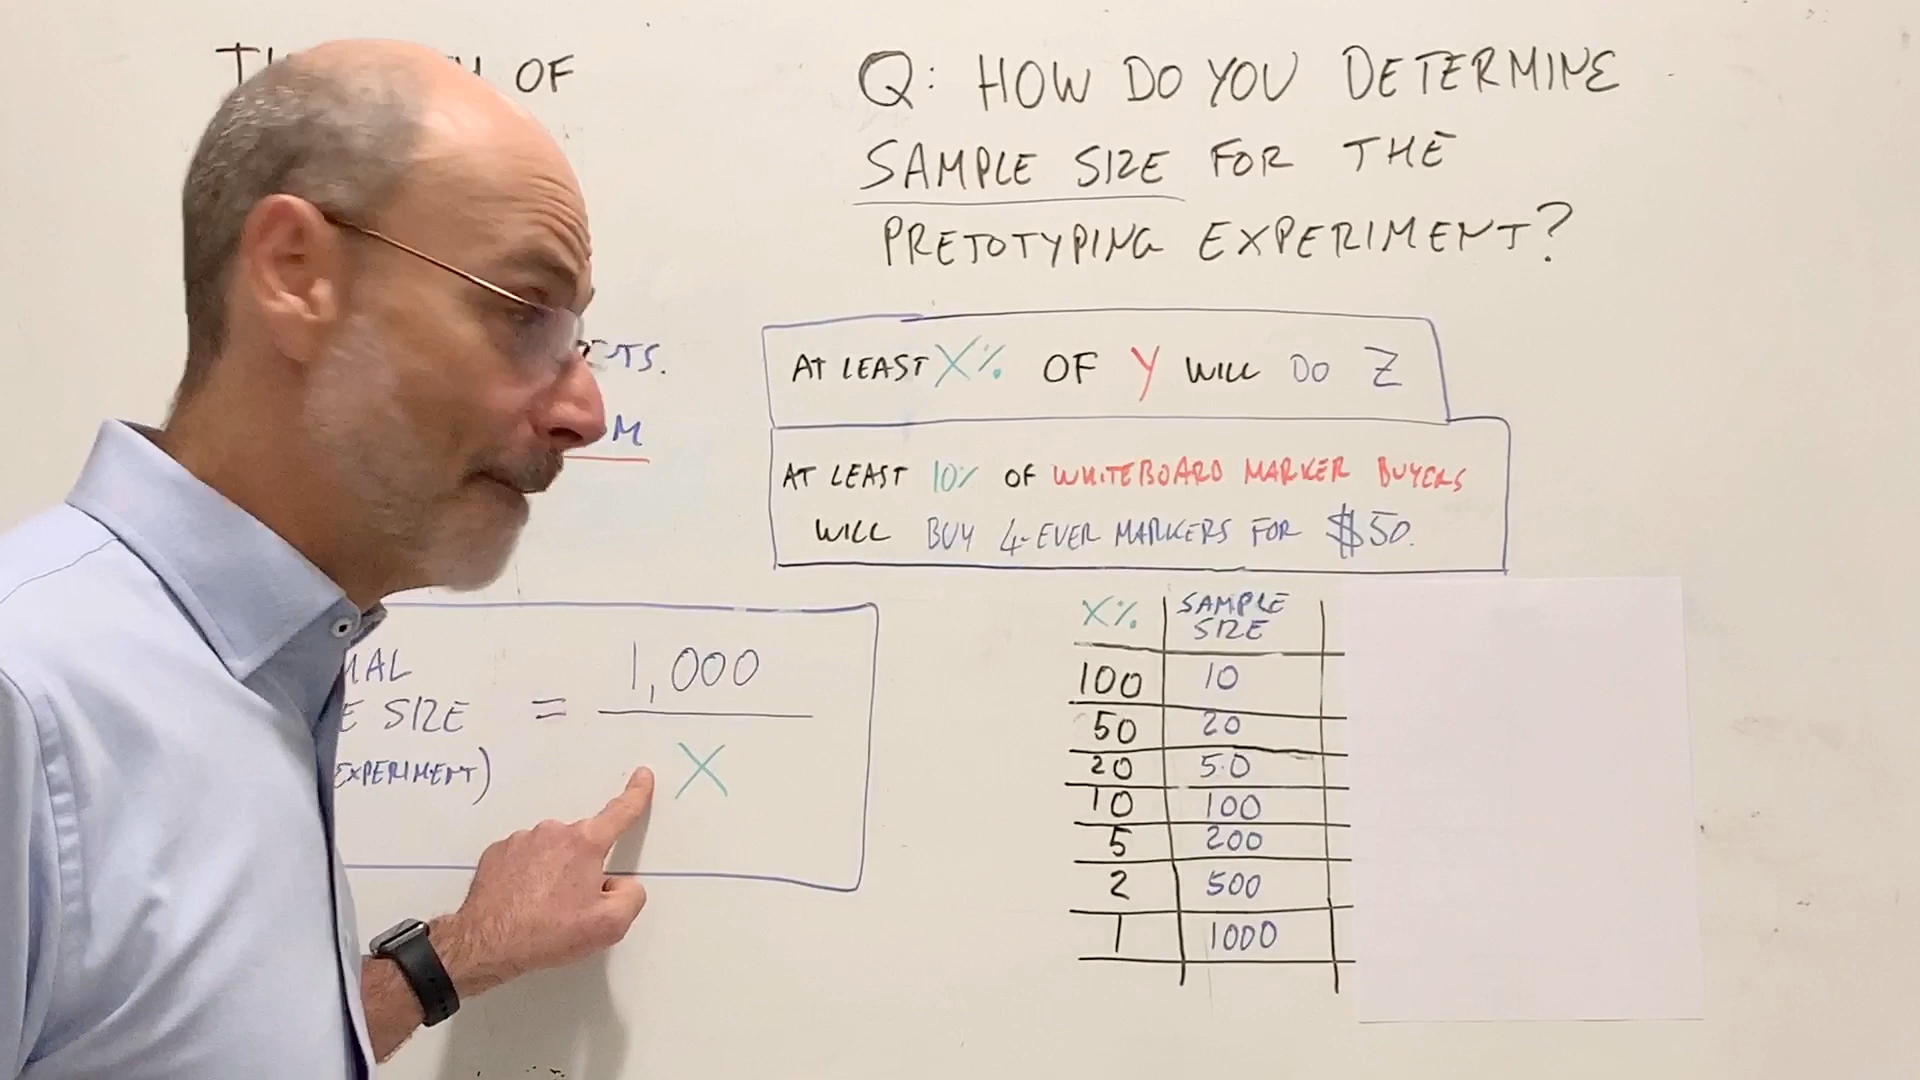 OF
Q: HOW DO YOU DETERMINE
SAMPLE SIZE FOR THE
PRETOTYPING EXPERIMENT?
AT LEAST X% OF Y WILL DO Z
AT LEAST 10% OF WHITEBOARD MARKER BUYERS
WILL BUY 4-EVER MARKERS FOR $50.
SIZE = 1,000
EXPERIMENT) X
X% SAMPLE SIZE
100 10
50 20
20 50
10 100
5 200
2 500
1 1000